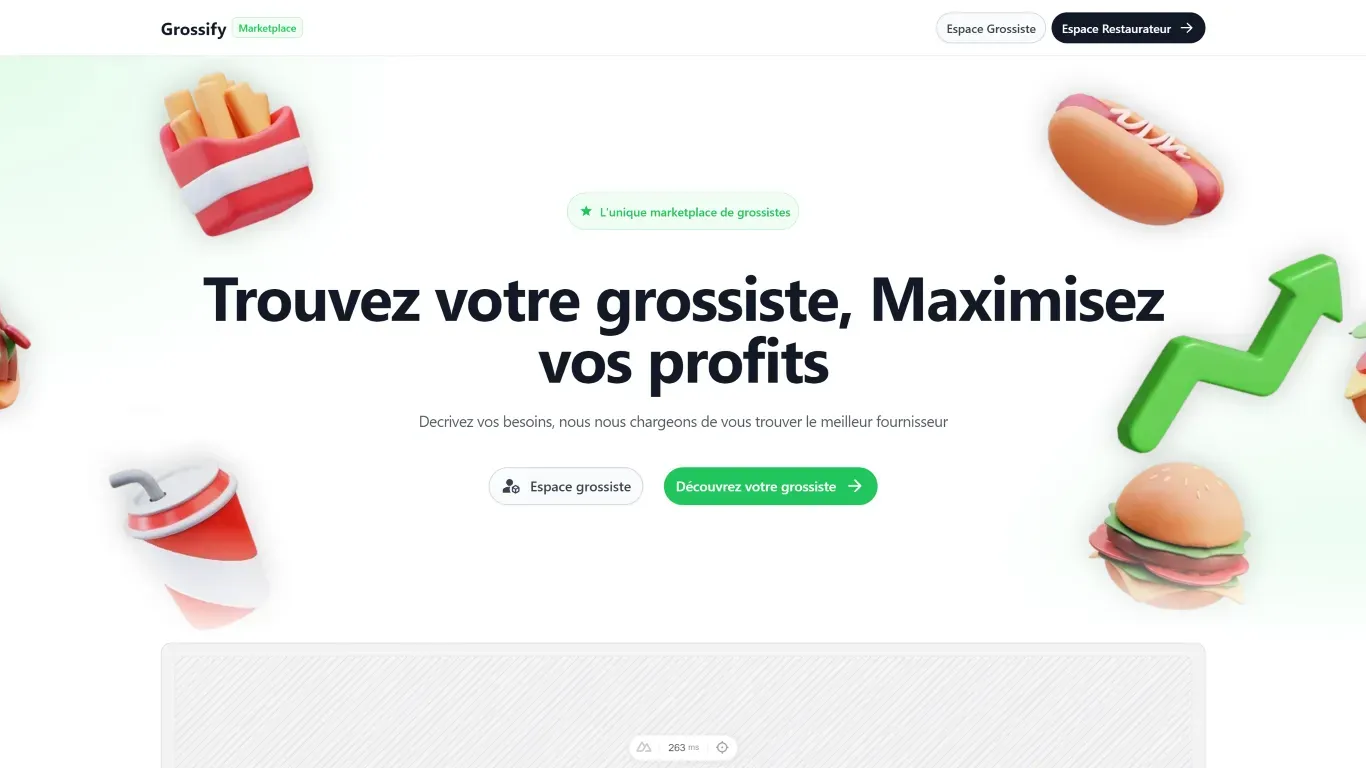 Grossify Marketplace
Espace Grossiste
Espace Restaurateur
L'unique marketplace de grossistes
Trouvez votre grossiste, Maximisez
vos profits
Decrivez vos besoins, nous nous chargeons de vous trouver le meilleur fournisseur
Espace grossiste
Découvrez votre grossiste
263 ms